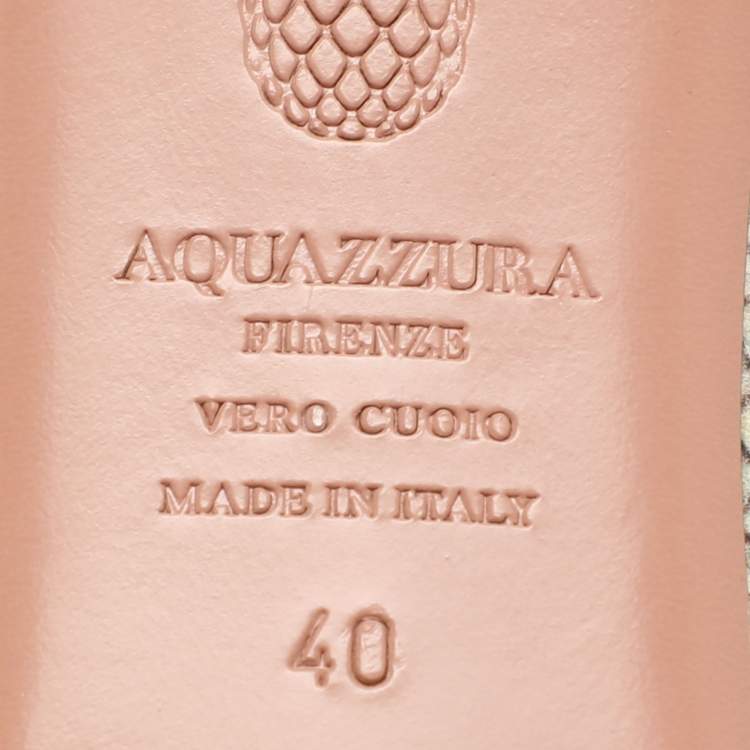 AQUAZZURA
FIRENZE
VERO CUOIO
MADE IN ITALY
40